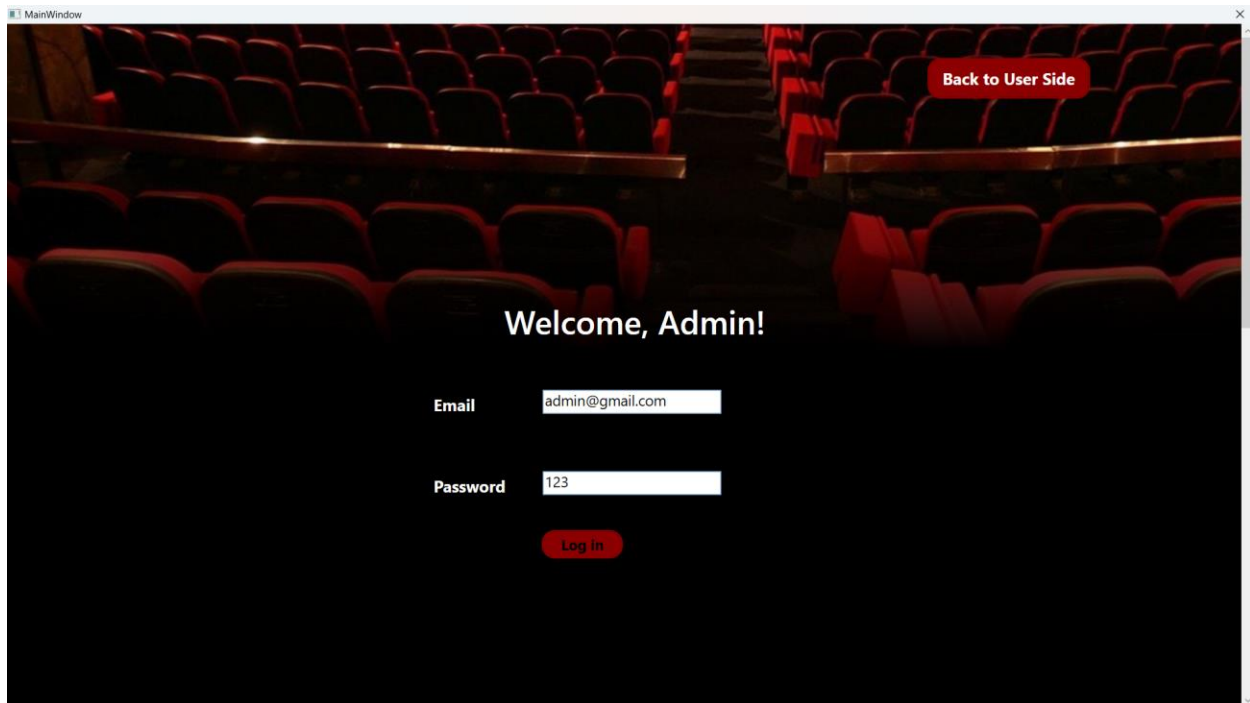 MainWindow
Back to User Side
Welcome, Admin!
Email
admin@gmail.com
Password
123
Log in